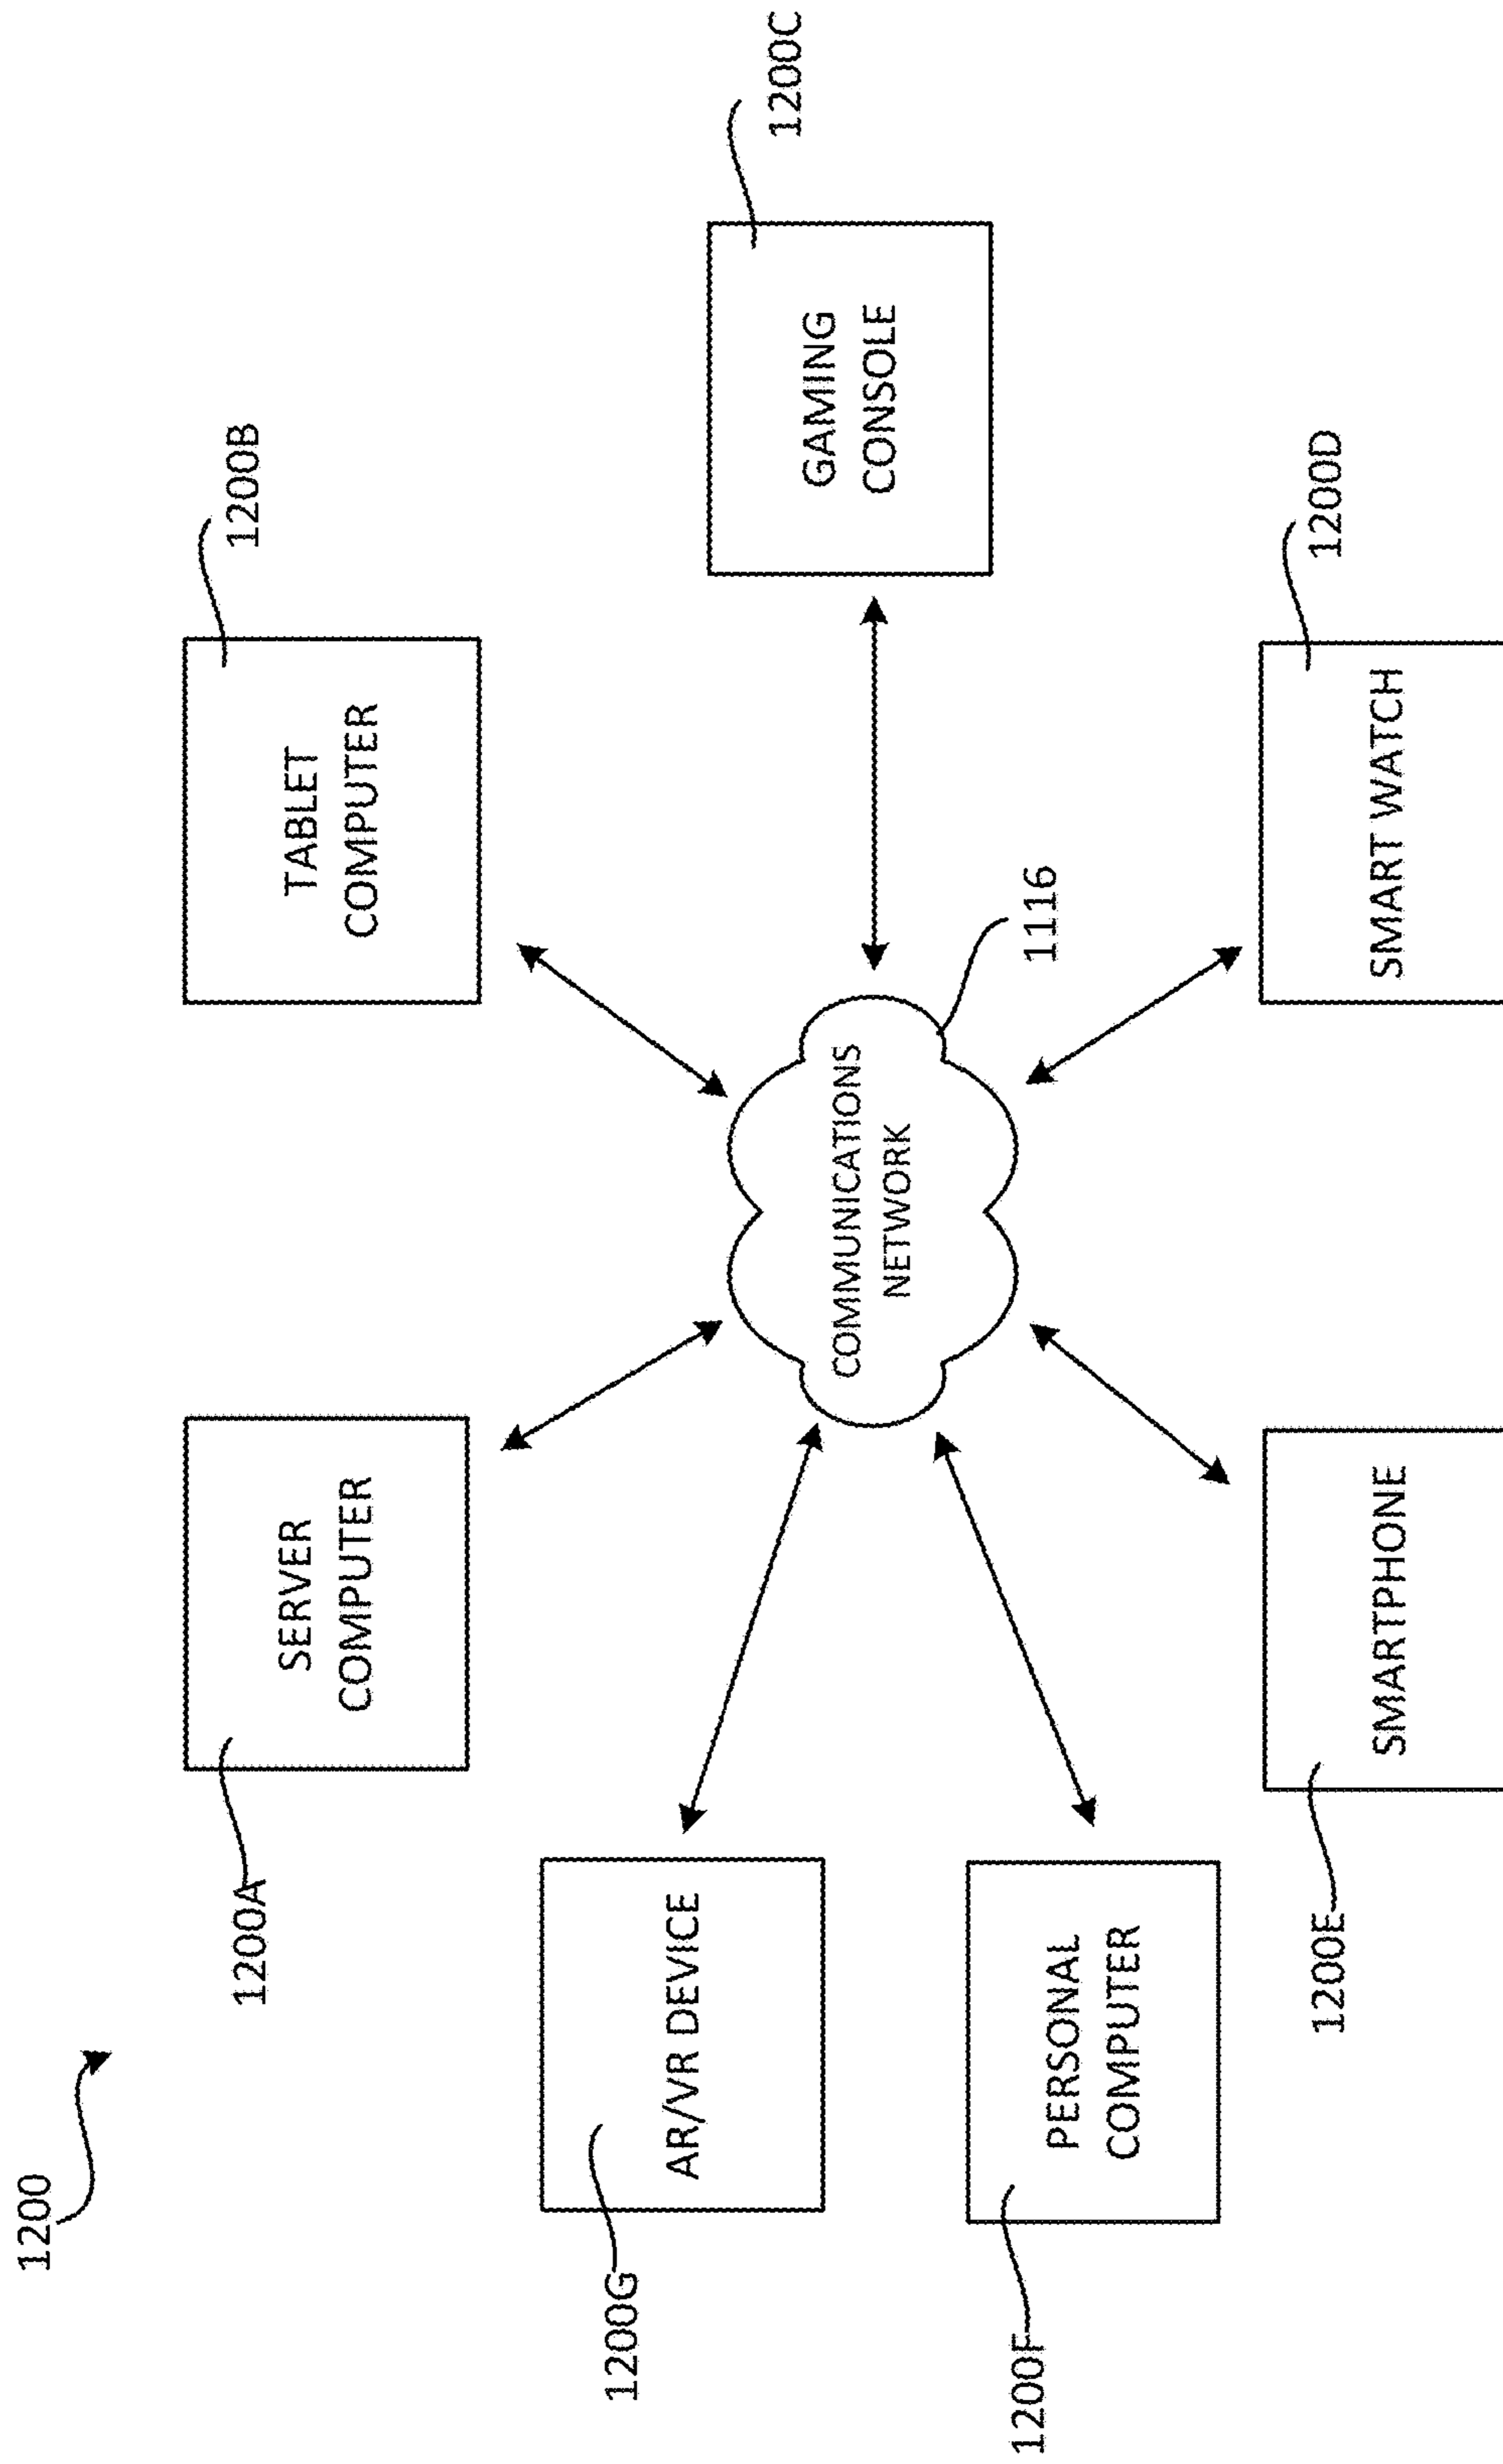 1200
1200A
SERVER
COMPUTER
TABLET
COMPUTER
1200B
1200G
AR/VR DEVICE
COMMUNICATIONS
NETWORK
1116
GAMING
CONSOLE
1200C
1200F
PERSONAL
COMPUTER
1200E
SMARTPHONE
SMART WATCH
1200D